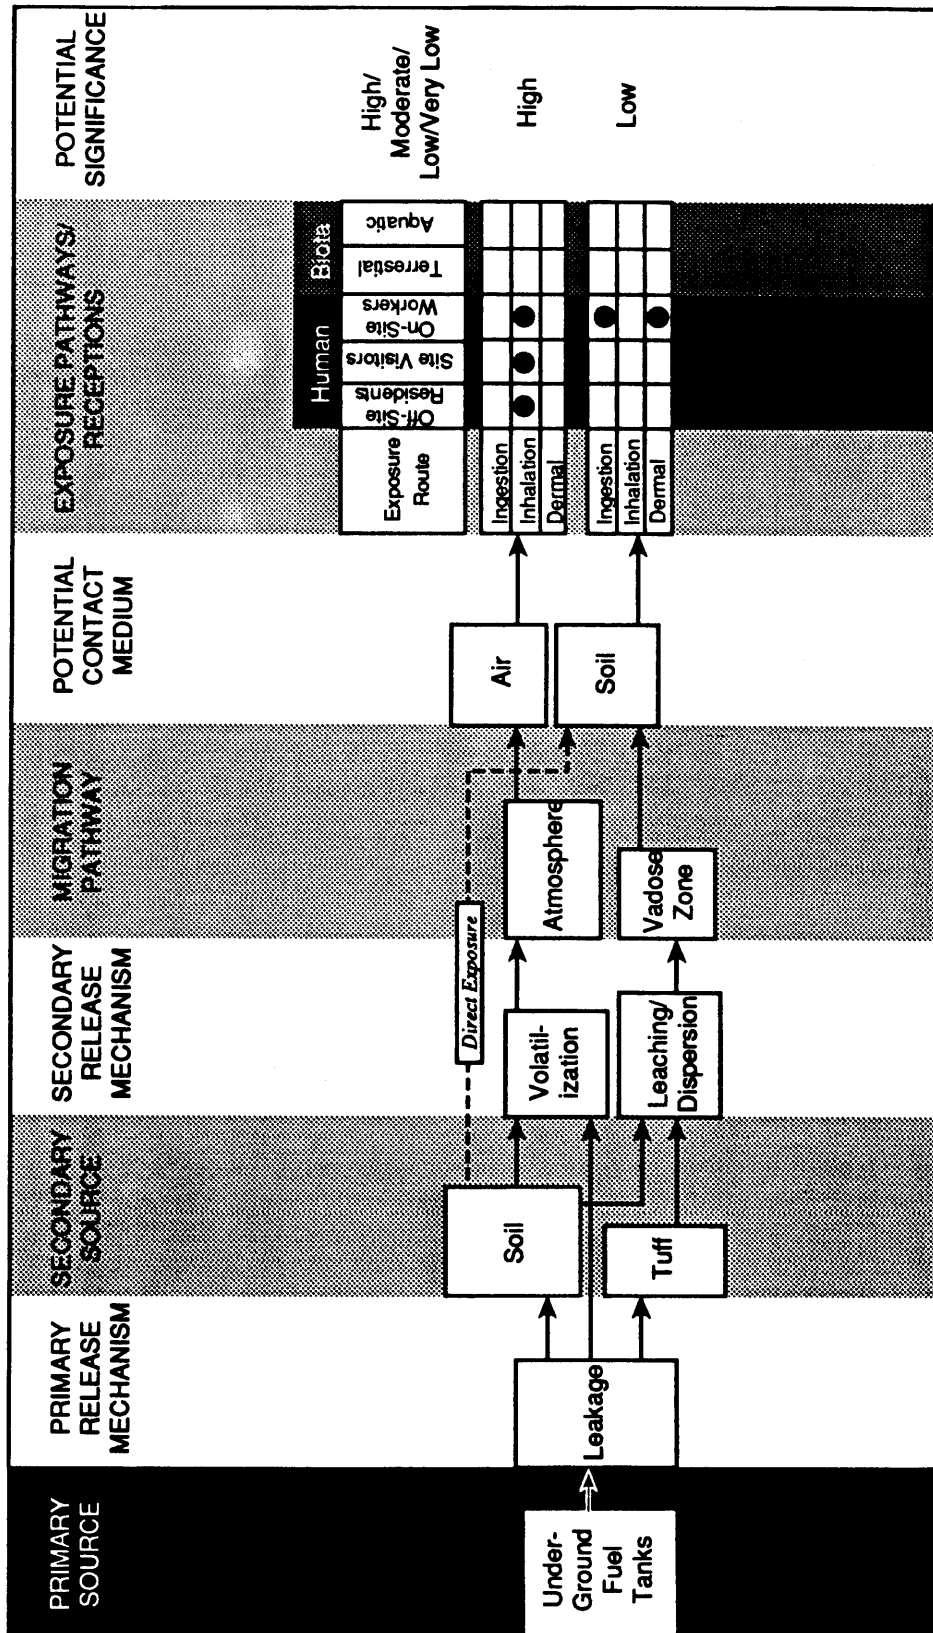 PRIMARY
SOURCE
PRIMARY
RELEASE
MECHANISM
SECONDARY
SOURCE
SECONDARY
RELEASE
MECHANISM
MIGRATION
PATHWAY
POTENTIAL
CONTACT
MEDIUM
EXPOSURE PATHWAYS/
RECEPTIONS
POTENTIAL
SIGNIFICANCE
Human
Biota
Exposure
Route
Off-Site
Residents
Site Visitors
On-Site
Workers
Terrestial
Aquatic
High/
Moderate/
Low/Very Low
Direct Exposure
Under-
Ground
Fuel
Tanks
Leakage
Soil
Tuff
Volatil-
ization
Leaching/
Dispersion
Atmosphere
Vadose
Zone
Air
Soil
Ingestion
Inhalation
Dermal
High
Ingestion
Inhalation
Dermal
Low